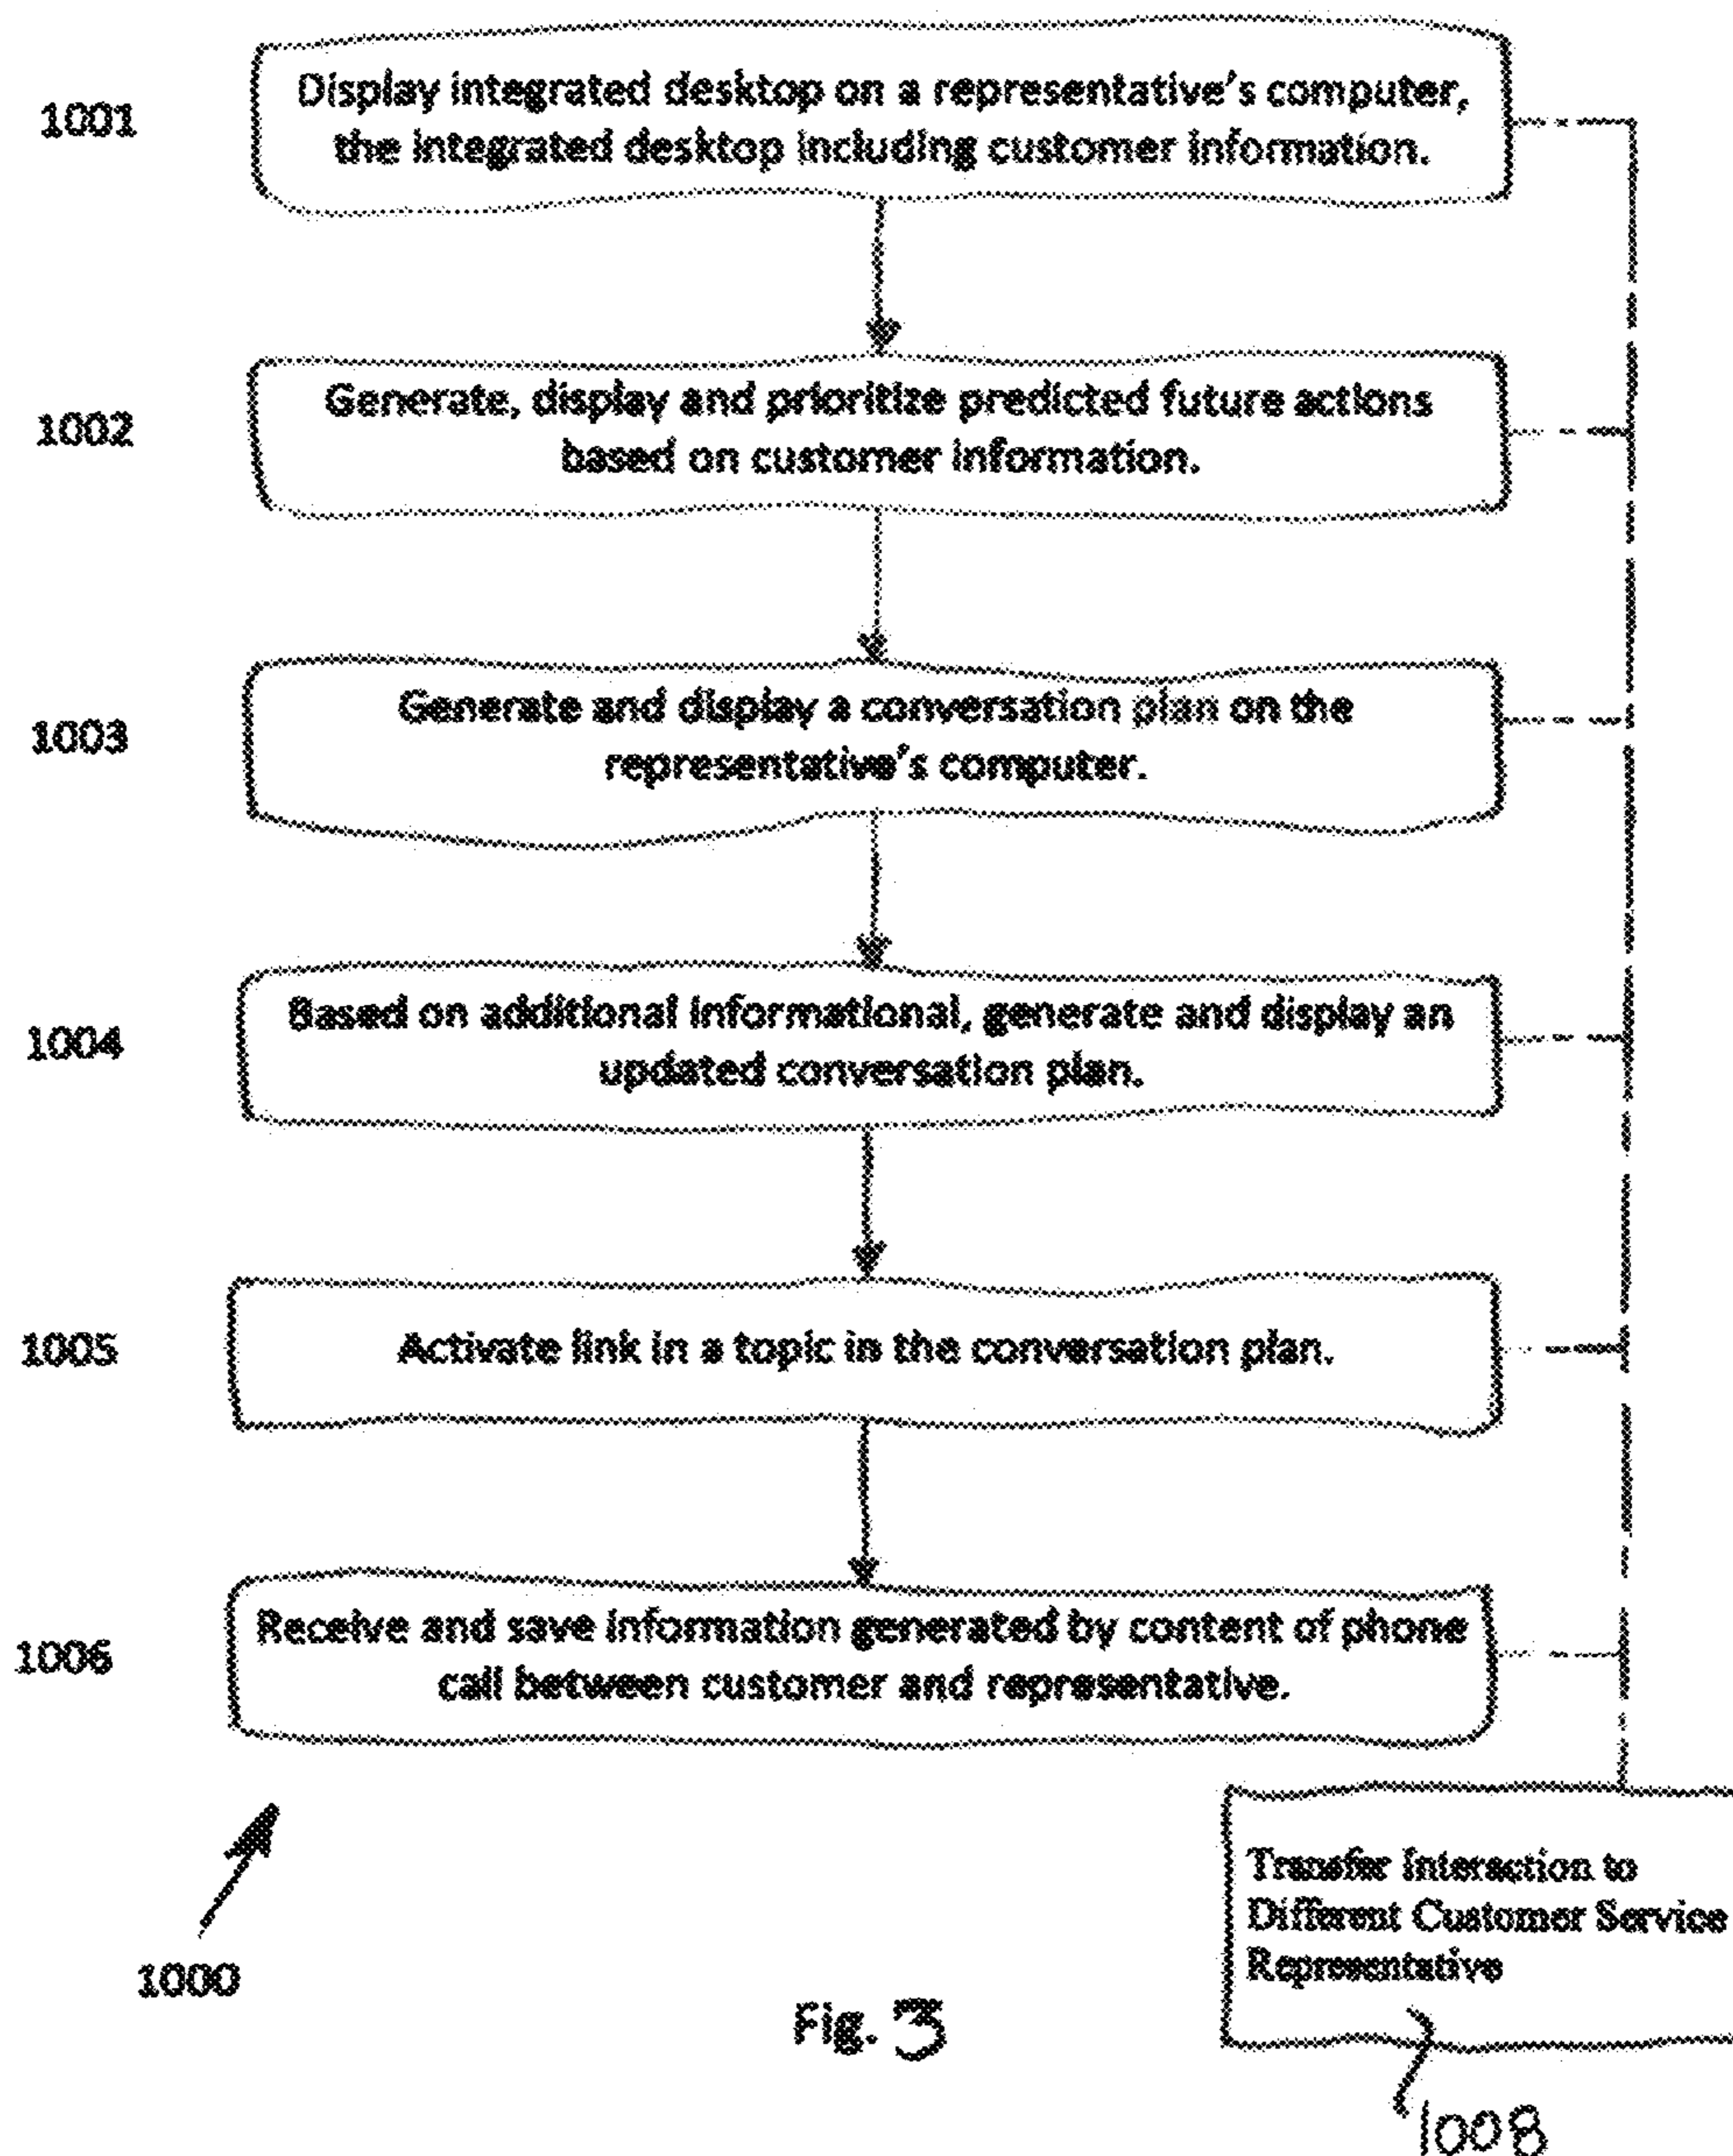 1001
Display integrated desktop on a representative's computer,
the integrated desktop including customer information.
1002
Generate, display and prioritize predicted future actions
based on customer information.
1003
Generate and display a conversation plan on the
representative's computer.
1004
Based on additional informational, generate and display an
updated conversation plan.
1005
Activate link in a topic in the conversation plan.
1006
Receive and save information generated by content of phone
call between customer and representative.
1000
Transfer Interaction to
Different Customer Service
Representative
Fig. 3
1008